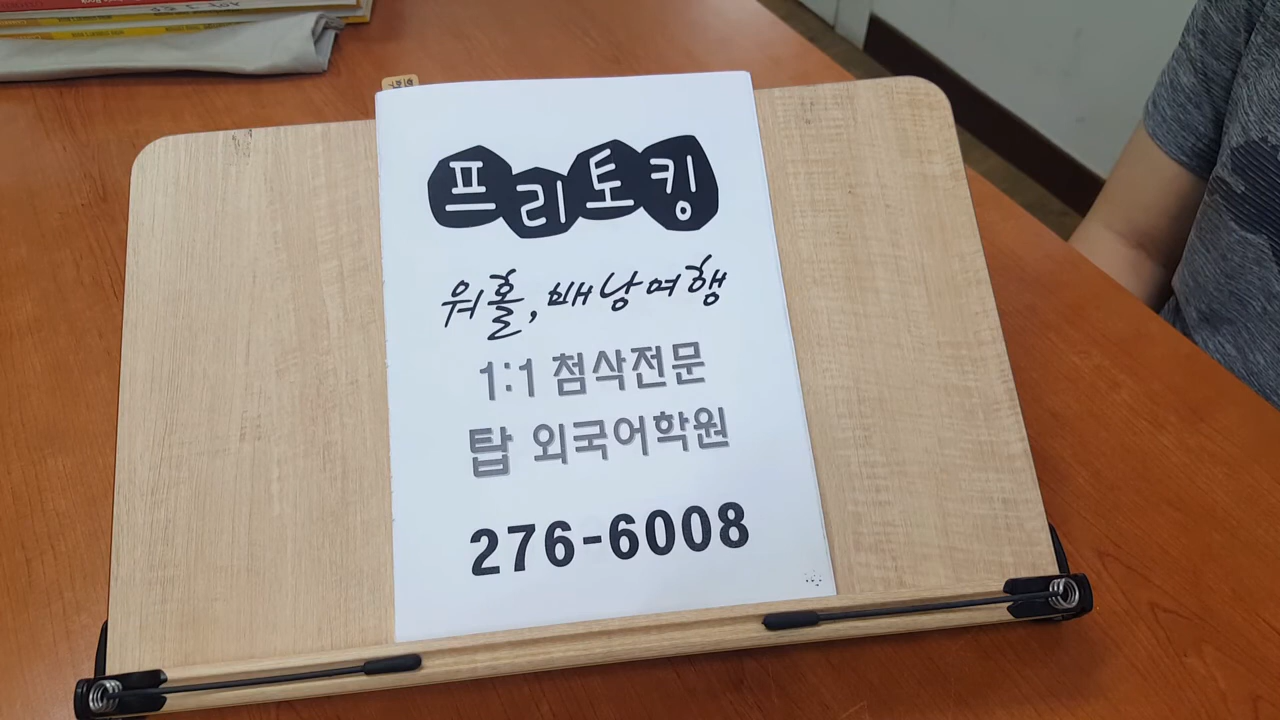 프리토킹
워홀, 배낭여행
1:1 첨삭전문
탑 외국어학원
276-6008